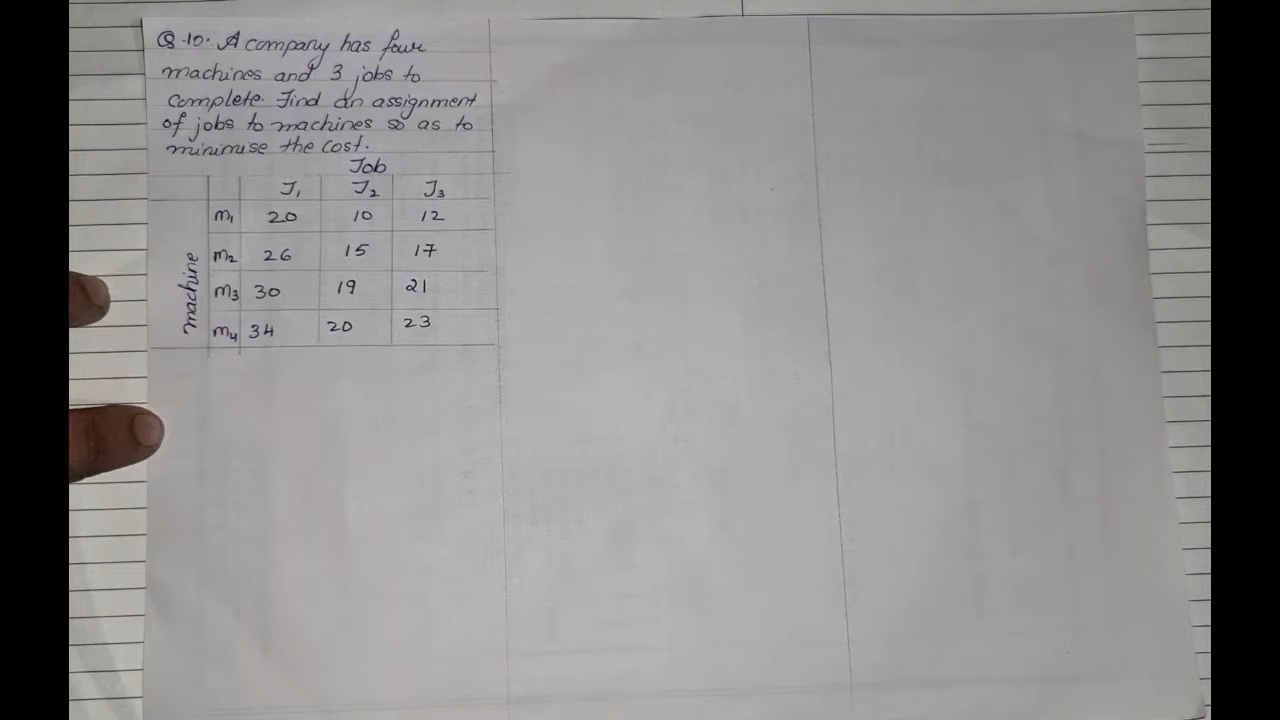 Q.10. A company has four
machines and 3 jobs to
complete. Find an assignment
of jobs to machines so as to
minimise the cost.
Job
J₁ J₂ J₃
machine
m₁ 20 10 12
m₂ 26 15 17
m₃ 30 19 21
m₄ 34 20 23